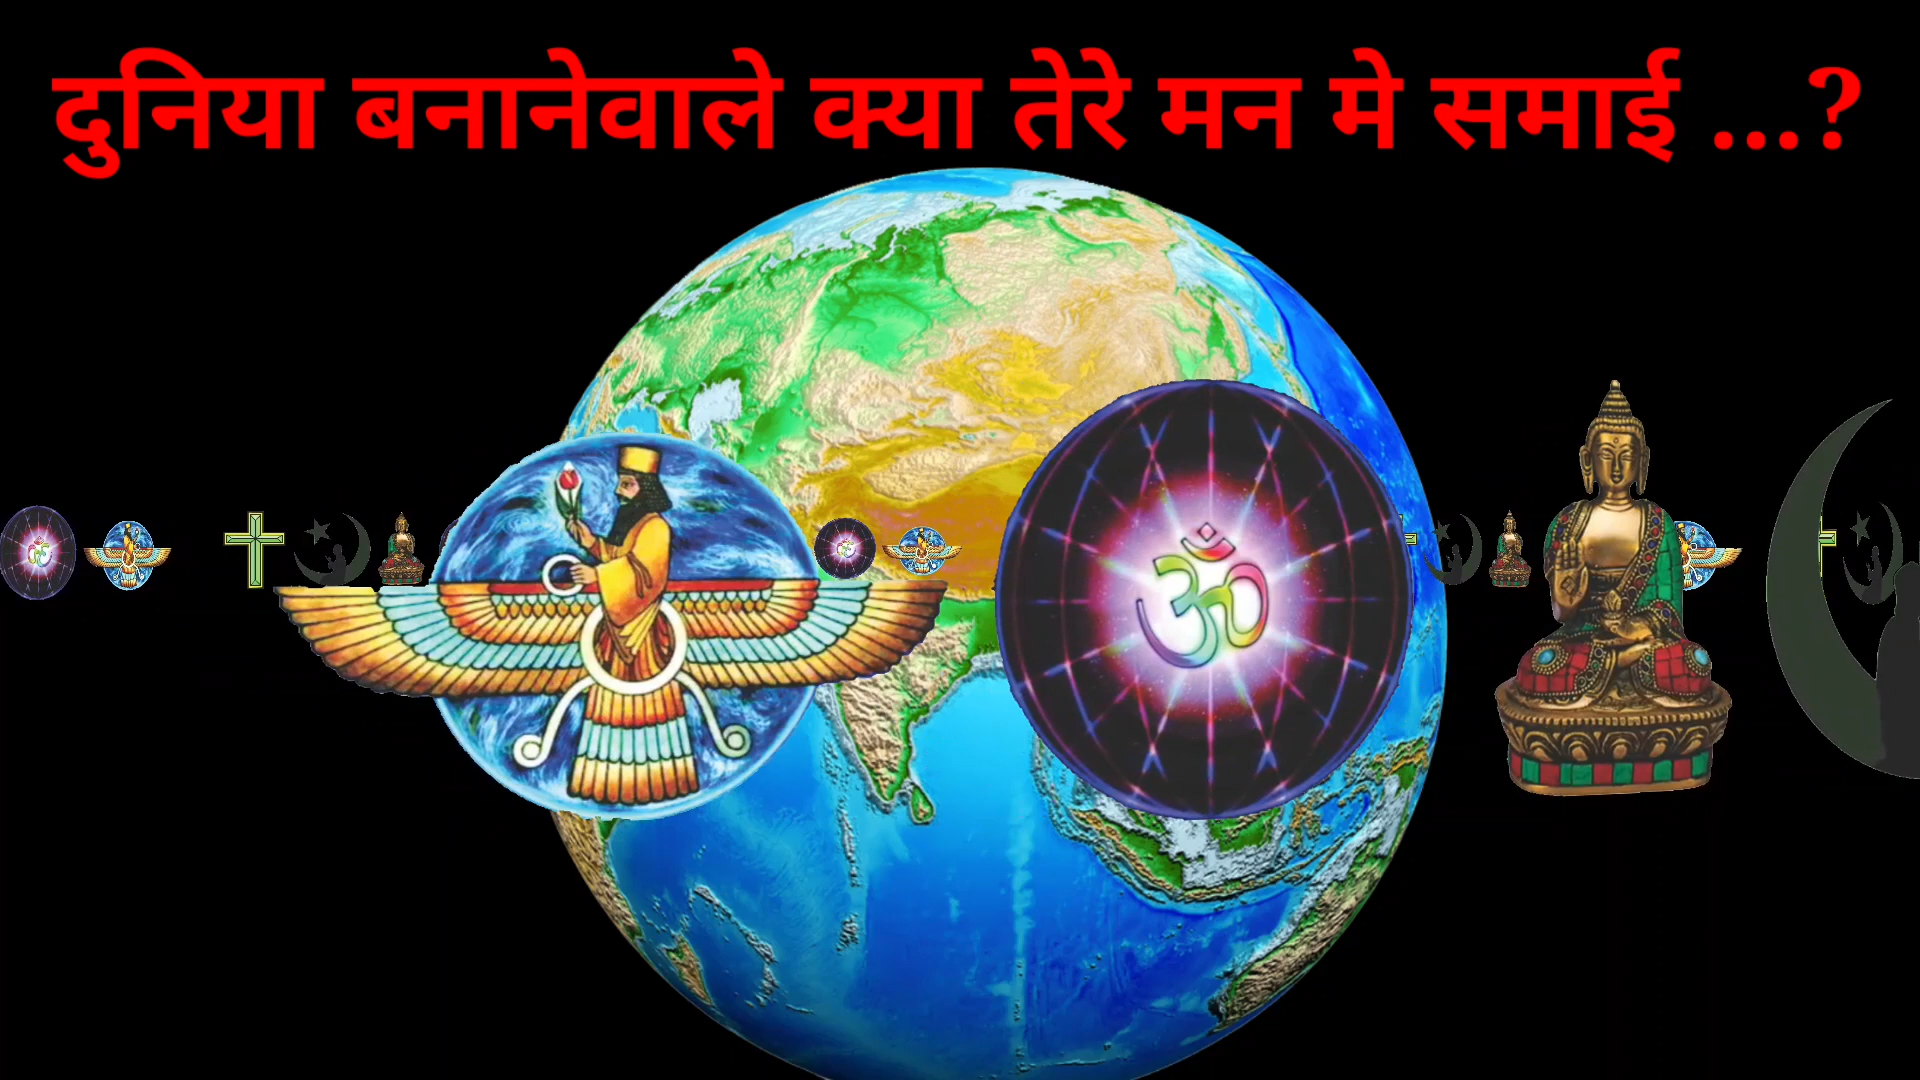 दुनिया बनानेवाले क्या तेरे मन मे समाई ...?
ॐ